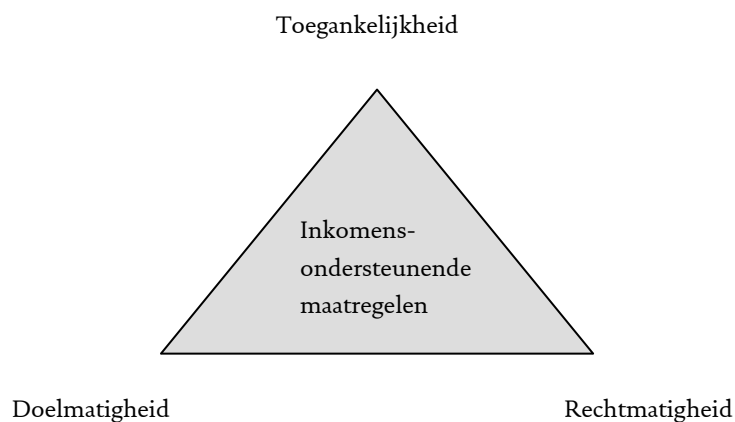 Toegankelijkheid
Inkomens-
ondersteunende
maatregelen
Doelmatigheid
Rechtmatigheid